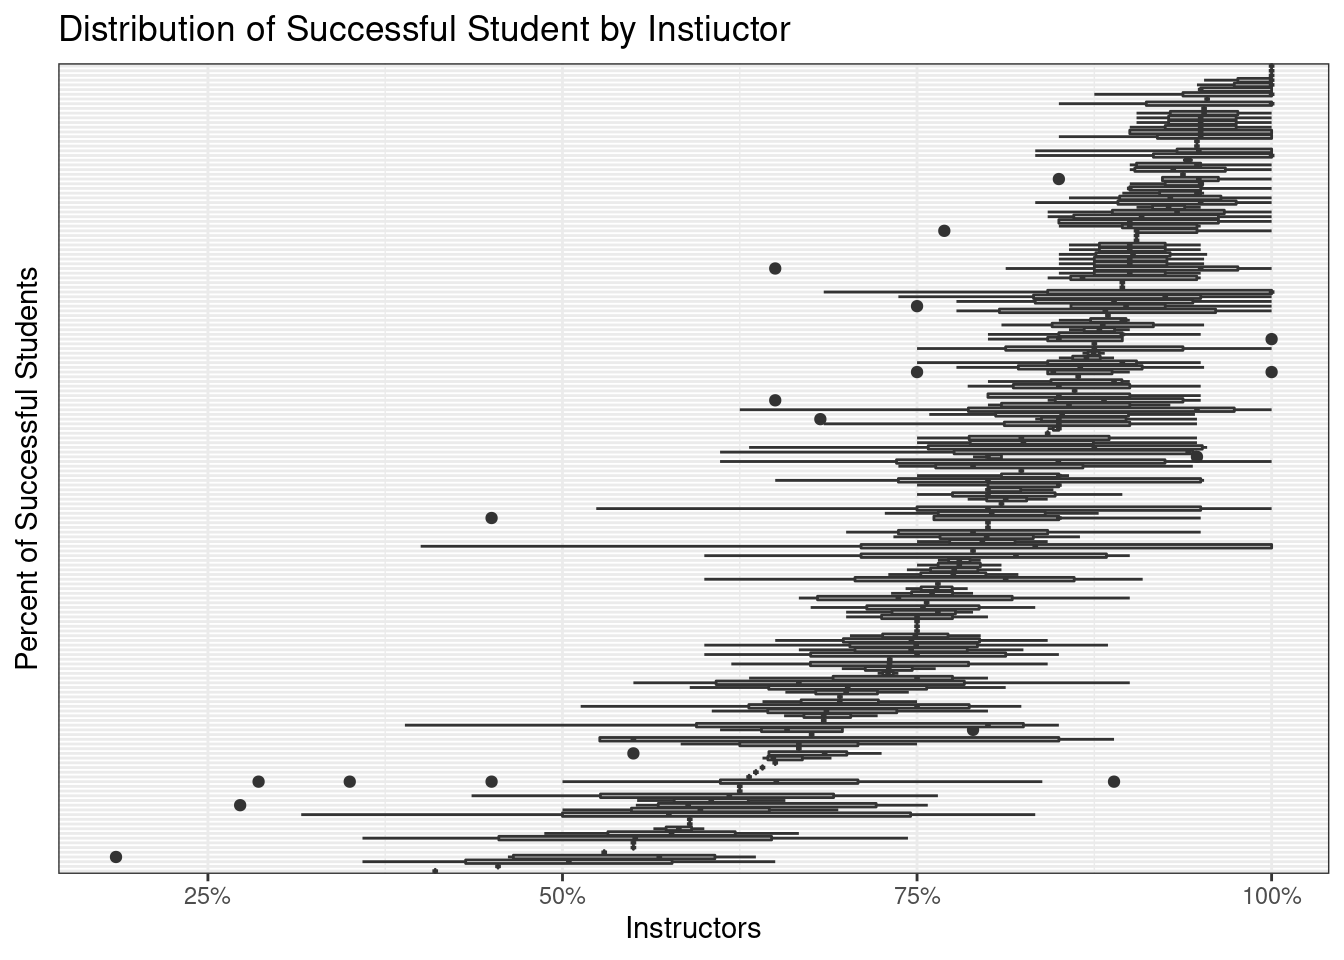 Distribution of Successful Student by Instiuctor
Percent of Successful Students
25%
50%
75%
100%
Instructors